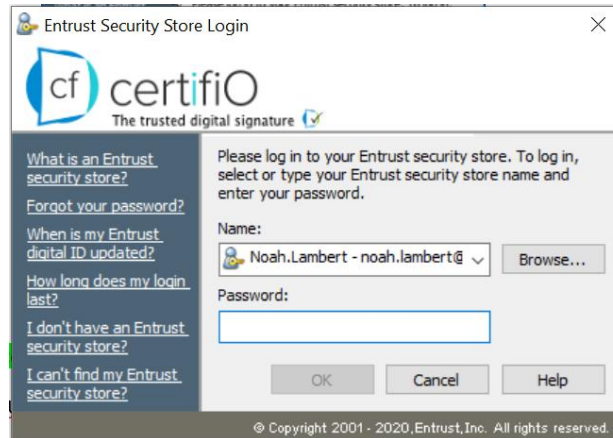 Entrust Security Store Login
cf certifiO
The trusted digital signature
What is an Entrust
security store?
Forgot your password?
When is my Entrust
digital ID updated?
How long does my login
last?
I don't have an Entrust
security store?
I can't find my Entrust
security store?
Please log in to your Entrust security store. To log in,
select or type your Entrust security store name and
enter your password.
Name:
Noah.Lambert - noah.lambert@
Browse...
Password:
OK Cancel Help
© Copyright 2001 - 2020, Entrust, Inc. All rights reserved.